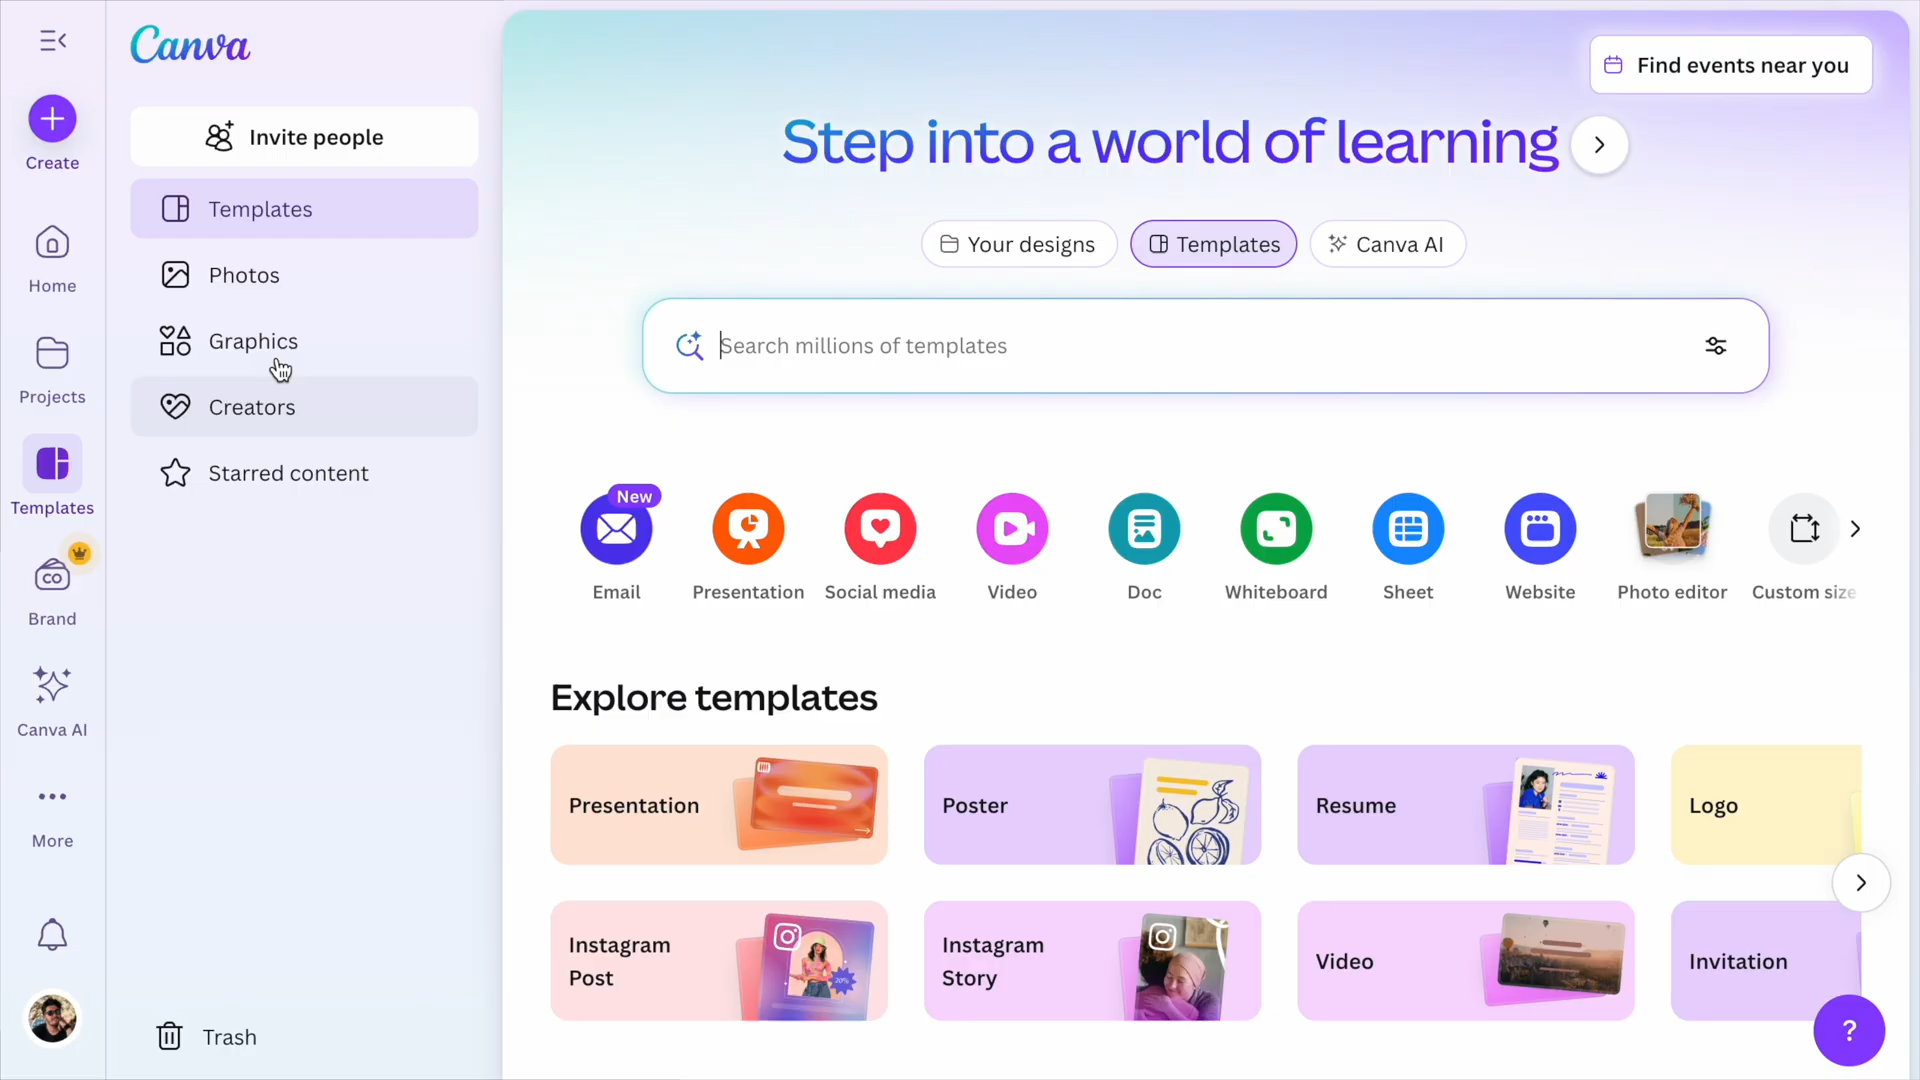 Canva
Create
Home
Projects
Templates
CO
Brand
Canva AI
More
Invite people
Templates
Photos
Graphics
Creators
Starred content
Trash
Find events near you
Step into a world of learning
Your designs
Templates
Canva AI
Search millions of templates
New
Email
Presentation
Social media
Video
Doc
Whiteboard
Sheet
Website
Photo editor
Custom size
Explore templates
Presentation
Poster
Resume
Logo
Instagram
Post
20%
Instagram
Story
Video
Invitation
?